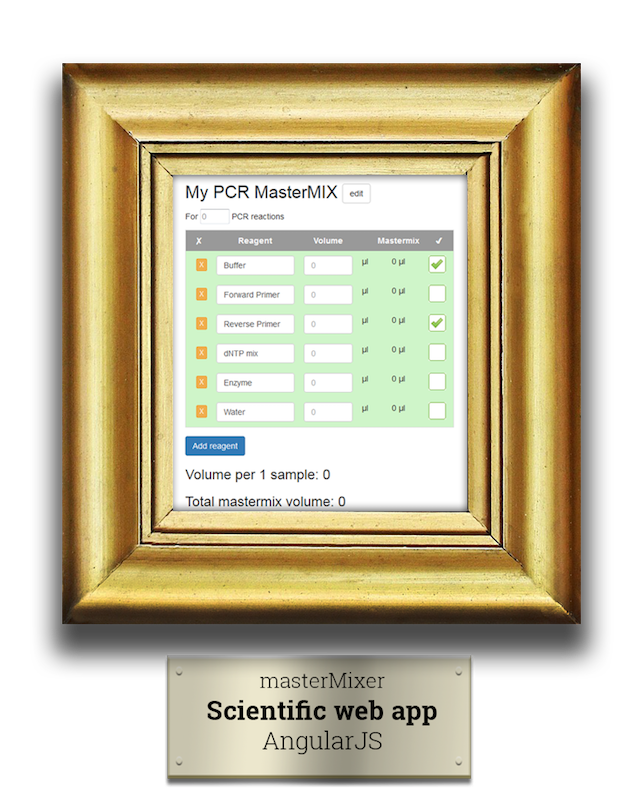 My PCR MasterMIX edit
For 0 PCR reactions
X Reagent Volume Mastermix ✓
X Buffer 0 µl 0 µl ✓
X Forward Primer 0 µl 0 µl
X Reverse Primer 0 µl 0 µl ✓
X dNTP mix 0 µl 0 µl
X Enzyme 0 µl 0 µl
X Water 0 µl 0 µl
Add reagent
Volume per 1 sample: 0
Total mastermix volume: 0
masterMixer
Scientific web app
AngularJS